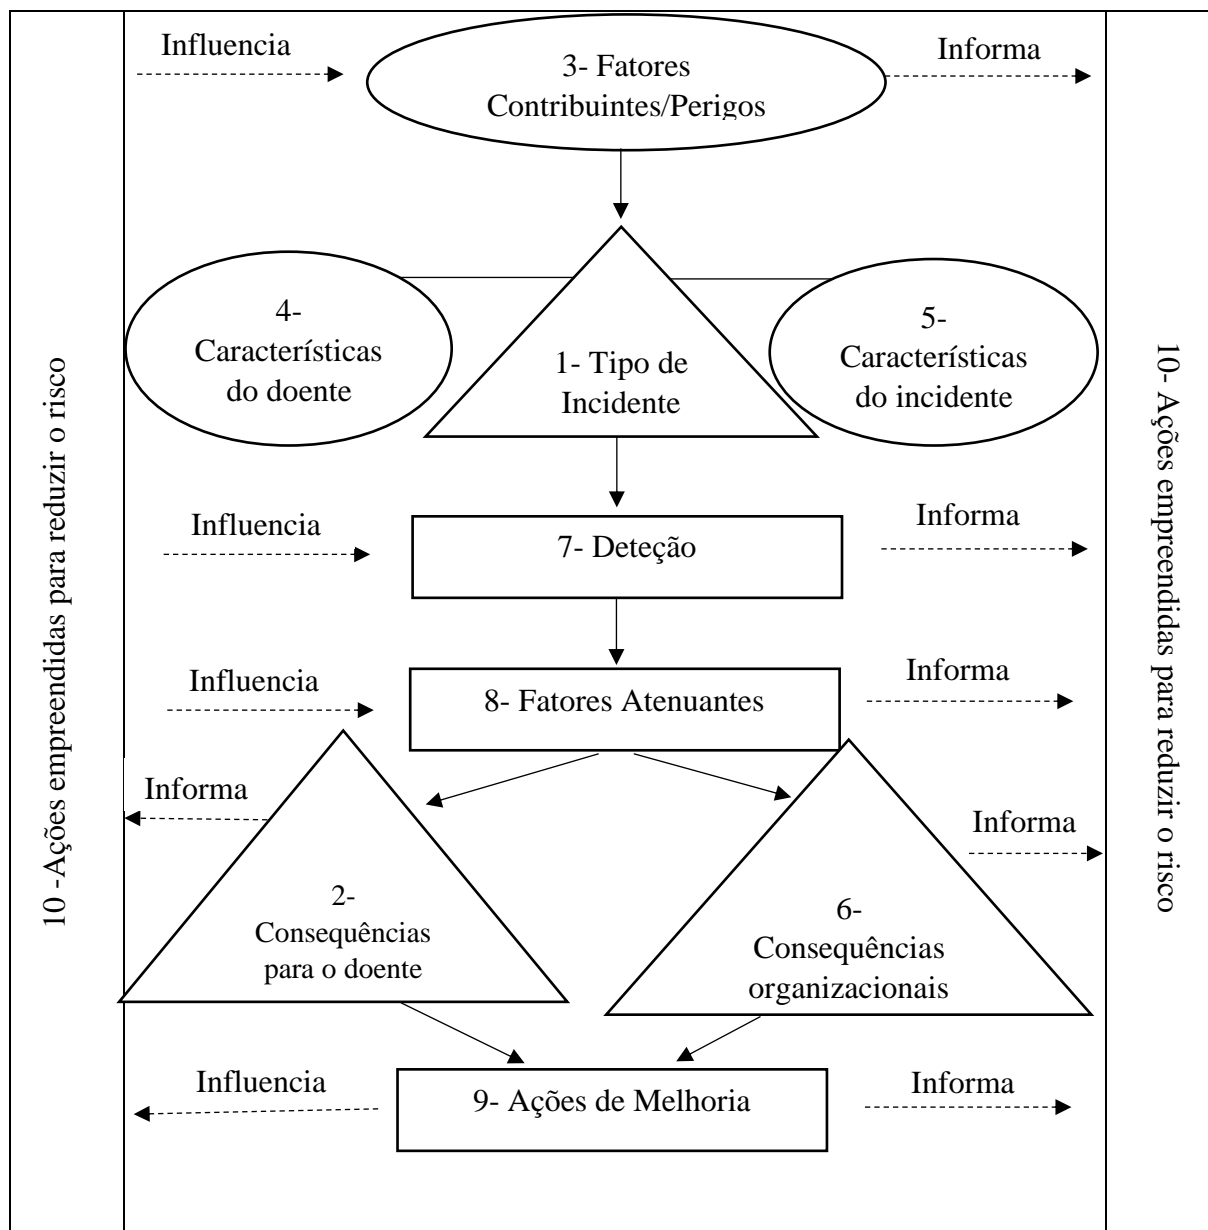 Influencia
Informa
3- Fatores
Contribuintes/Perigos
4-
Características
do doente
1- Tipo de
Incidente
5-
Características
do incidente
10 -Ações empreendidas para reduzir o risco
10- Ações empreendidas para reduzir o risco
Influencia
7- Deteção
Informa
Influencia
8- Fatores Atenuantes
Informa
Informa
Informa
2-
Consequências
para o doente
6-
Consequências
organizacionais
Influencia
9- Ações de Melhoria
Informa